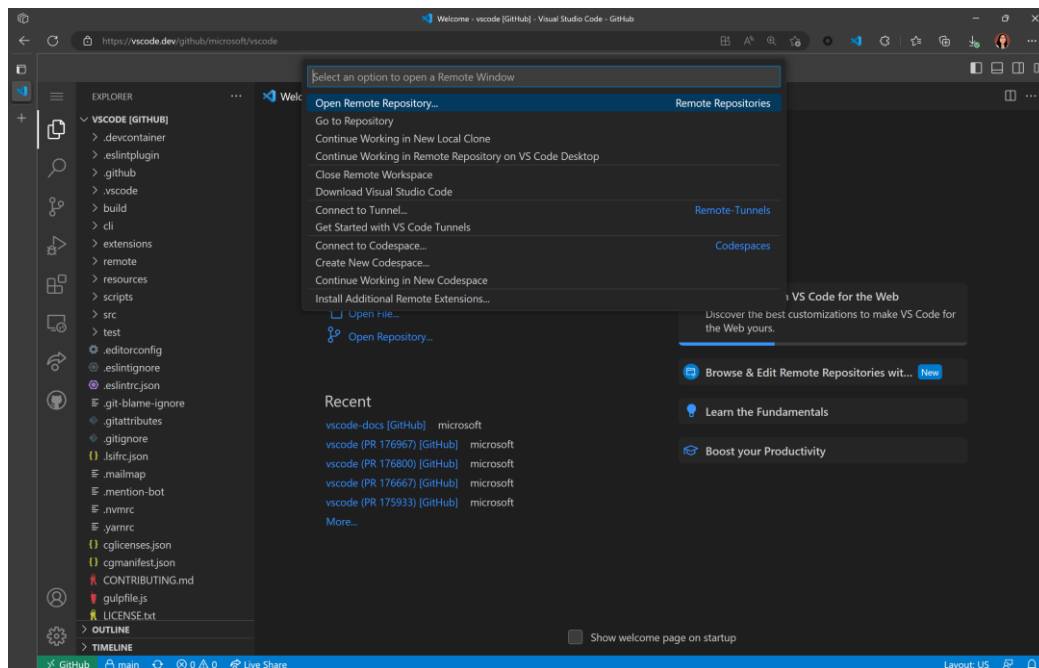 Welcome - vscode [GitHub] - Visual Studio Code - GitHub
https://vscode.dev/github/microsoft/vscode
Select an option to open a Remote Window
Open Remote Repository... Remote Repositories
Go to Repository
Continue Working in New Local Clone
Continue Working in Remote Repository on VS Code Desktop
Close Remote Workspace
Download Visual Studio Code
Connect to Tunnel... Remote-Tunnels
Get Started with VS Code Tunnels
Connect to Codespace... Codespaces
Create New Codespace...
Continue Working in New Codespace
Install Additional Remote Extensions...
EXPLORER
VSCODE [GITHUB]
.devcontainer
.eslintplugin
.github
.vscode
build
cli
extensions
remote
resources
scripts
src
test
.editorconfig
.eslintignore
.eslintrc.json
.git-blame-ignore
.gitattributes
.gitignore
.lsifrc.json
.mailmap
.mention-bot
.nvmrc
.yarnrc
cglicenses.json
cgmanifest.json
CONTRIBUTING.md
gulpfile.js
LICENSE.txt
OUTLINE
TIMELINE
Welc
Open File...
Open Repository...
Recent
vscode-docs [GitHub] microsoft
vscode (PR 176967) [GitHub] microsoft
vscode (PR 176800) [GitHub] microsoft
vscode (PR 176667) [GitHub] microsoft
vscode (PR 175933) [GitHub] microsoft
More...
VS Code for the Web
Discover the best customizations to make VS Code for
the Web yours.
Browse & Edit Remote Repositories wit... New
Learn the Fundamentals
Boost your Productivity
Show welcome page on startup
GitHub main 0 0 Live Share Layout: US